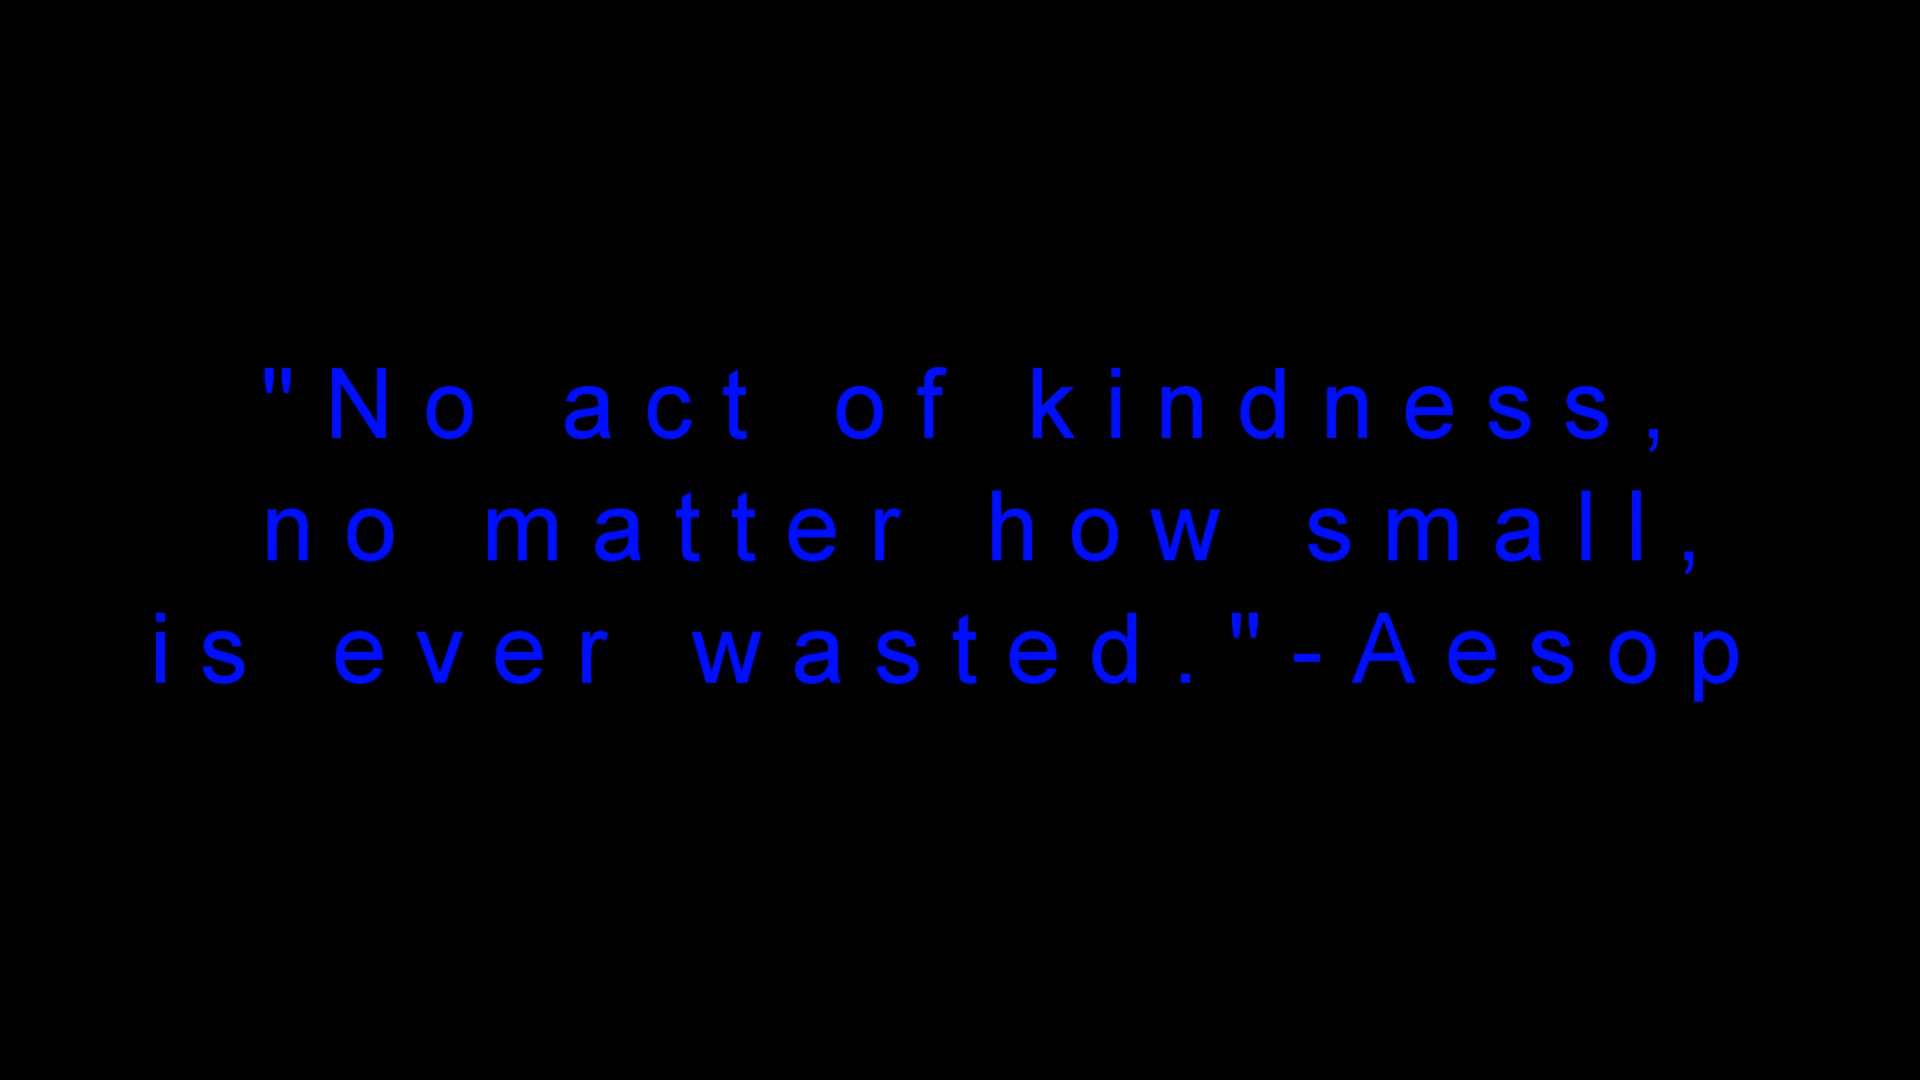 "No act of kindness,
no matter how small,
is ever wasted."-Aesop